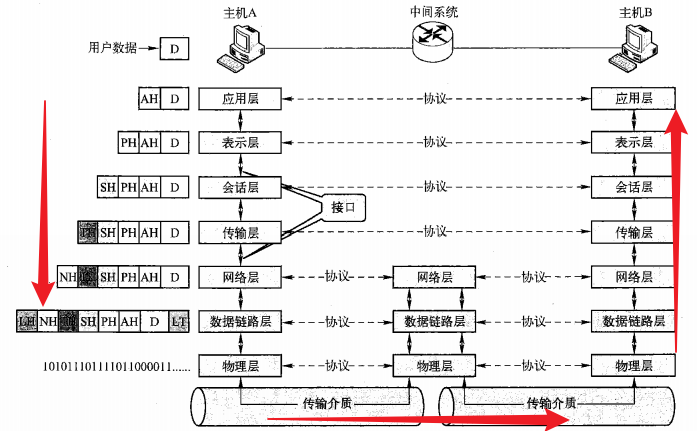 主机A 中间系统 主机B
用户数据 D
AH D 应用层 协议 应用层
PH AH D 表示层 协议 表示层
SH PH AH D 会话层 协议 会话层
接口
SH PH AH D 传输层 协议 传输层
NH SH PH AH D 网络层 协议 网络层 协议 网络层
LH NH SH PH AH D LT 数据链路层 协议 数据链路层 协议 数据链路层
101011101111011000011…… 物理层 协议 物理层 协议 物理层
传输介质 传输介质